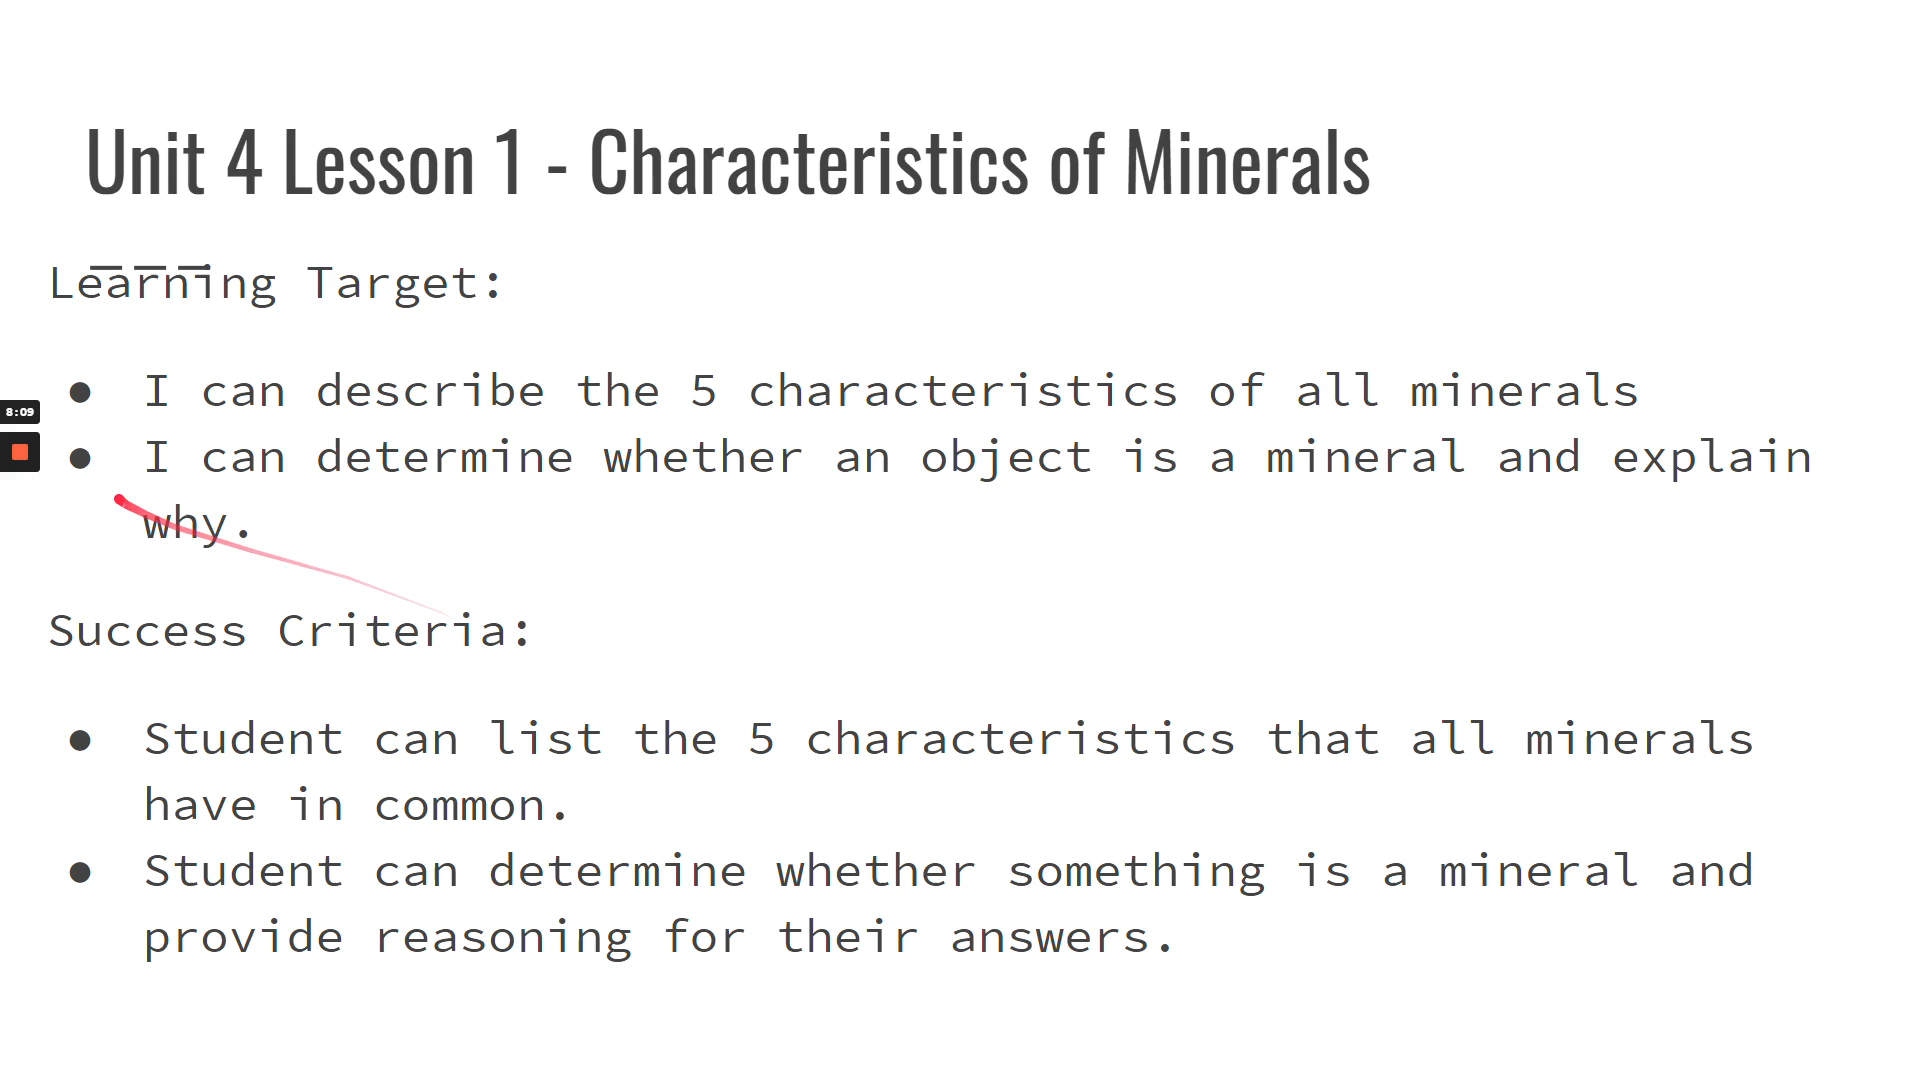 Unit 4 Lesson 1 - Characteristics of Minerals
Learning Target:
● I can describe the 5 characteristics of all minerals
8:09
● I can determine whether an object is a mineral and explain
why.
Success Criteria:
● Student can list the 5 characteristics that all minerals
have in common.
● Student can determine whether something is a mineral and
provide reasoning for their answers.